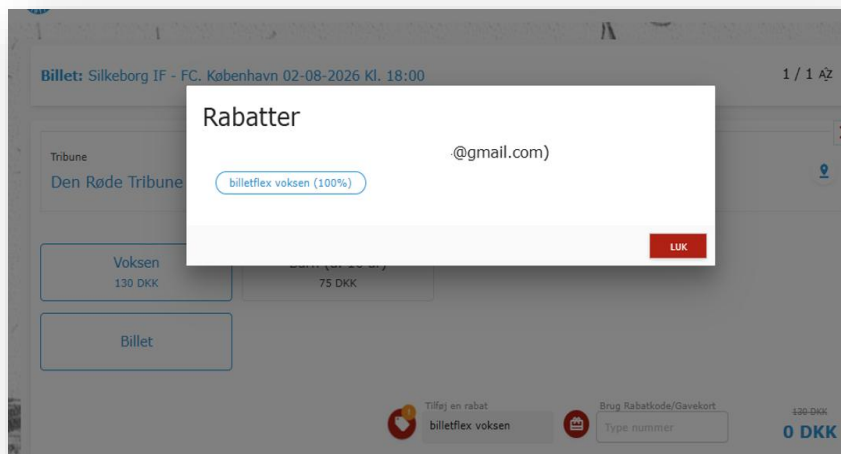 Billet: Silkeborg IF - FC. København 02-08-2026 Kl. 18:00
1 / 1
Rabatter
@gmail.com)
billetflex voksen (100%)
LUK
Tribune
Den Røde Tribune
Voksen
130 DKK
75 DKK
Billet
Tilføj en rabat
billetflex voksen
Brug Rabatkode/Gavekort
Type nummer
130 DKK
0 DKK